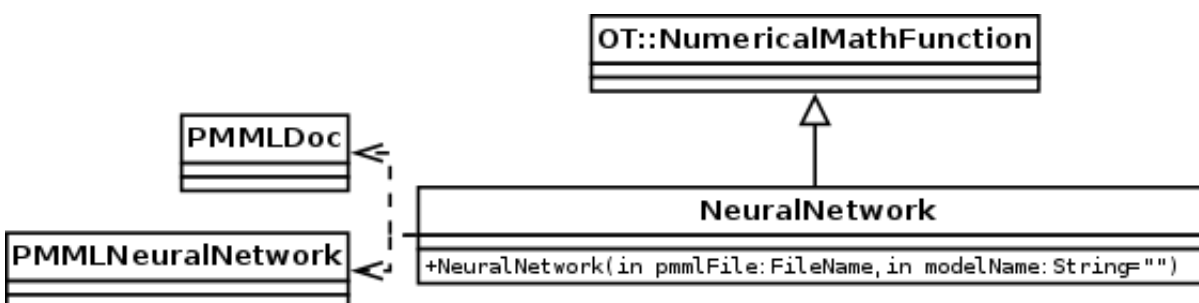 OT::NumericalMathFunction
PMMLDoc
NeuralNetwork
PMMLNeuralNetwork
+NeuralNetwork(in pmmlFile:FileName,in modelName:String="")